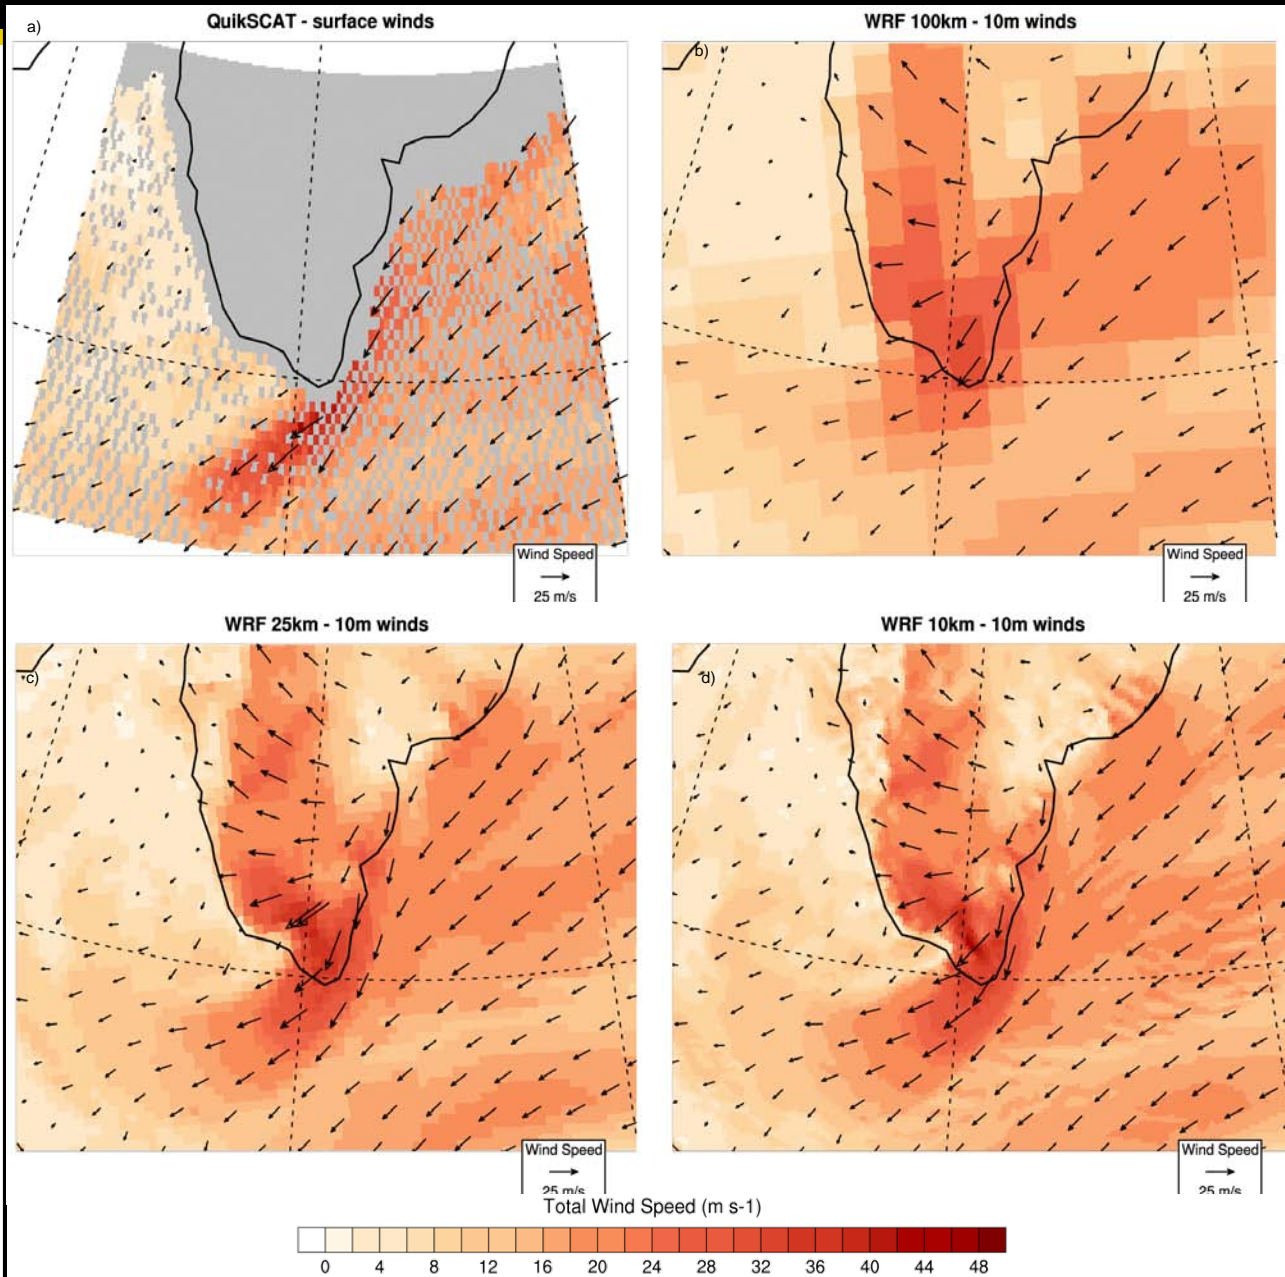 a)
QuikSCAT - surface winds
Wind Speed
25 m/s
b)
WRF 100km - 10m winds
Wind Speed
25 m/s
c)
WRF 25km - 10m winds
Wind Speed
25 m/s
d)
WRF 10km - 10m winds
Wind Speed
25 m/s
Total Wind Speed (m s-1)
0 4 8 12 16 20 24 28 32 36 40 44 48